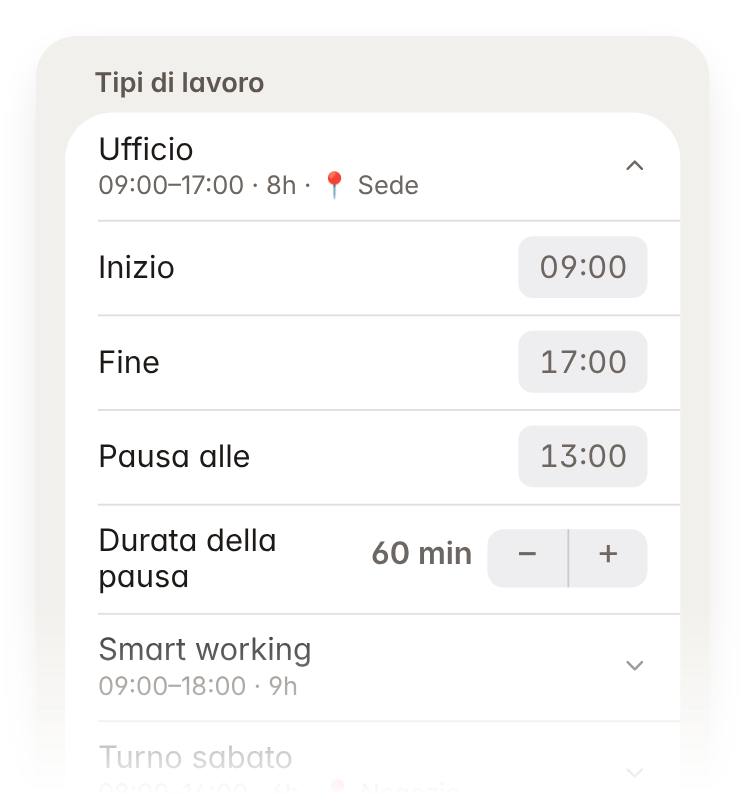 Tipi di lavoro
Ufficio
09:00–17:00 · 8h · 📍 Sede
Inizio
09:00
Fine
17:00
Pausa alle
13:00
Durata della
pausa
60 min
− +
Smart working
09:00–18:00 · 9h
Turno sabato